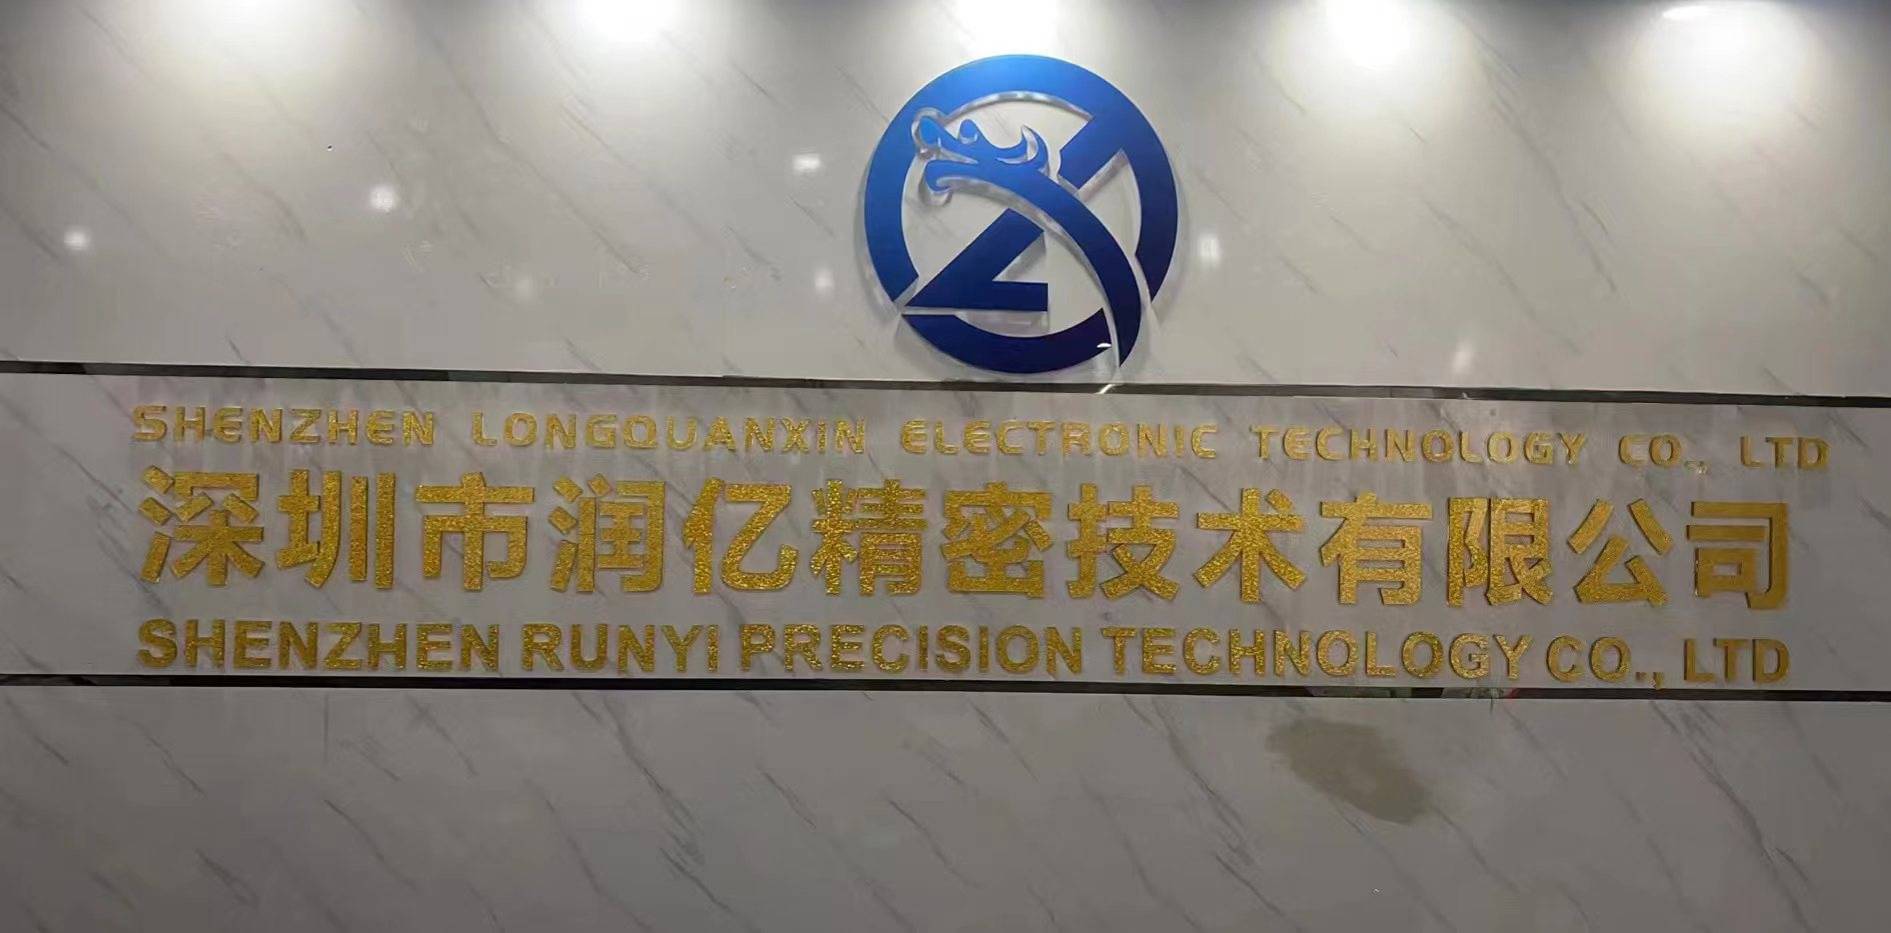 SHENZHEN LONGQUANXIN ELECTRONIC TECHNOLOGY CO., LTD
深圳市润亿精密技术有限公司
SHENZHEN RUNYI PRECISION TECHNOLOGY CO., LTD